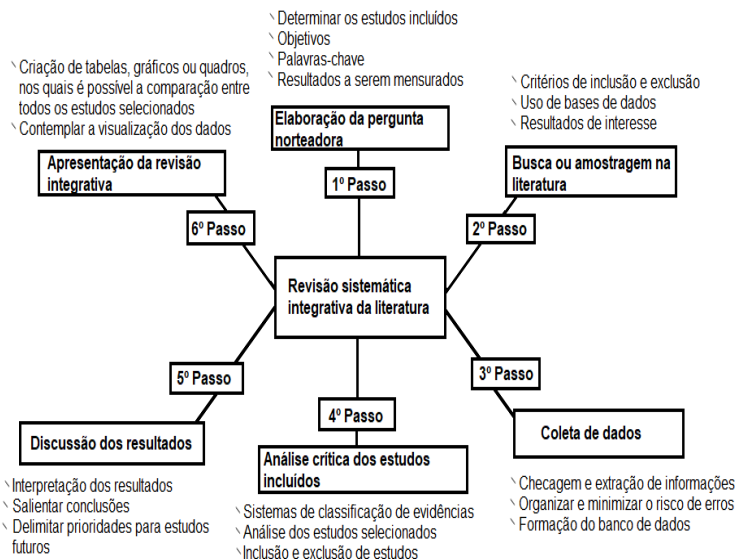 Determinar os estudos incluídos
Objetivos
Palavras-chave
Resultados a serem mensurados
Elaboração da pergunta
norteadora
1º Passo
Critérios de inclusão e exclusão
Uso de bases de dados
Resultados de interesse
Busca ou amostragem na
literatura
2º Passo
Criação de tabelas, gráficos ou quadros,
nos quais é possível a comparação entre
todos os estudos selecionados
Contemplar a visualização dos dados
Apresentação da revisão
integrativa
6º Passo
Revisão sistemática
integrativa da literatura
3º Passo
Coleta de dados
Checagem e extração de informações
Organizar e minimizar o risco de erros
Formação do banco de dados
4º Passo
Análise crítica dos estudos
incluídos
Sistemas de classificação de evidências
Análise dos estudos selecionados
Inclusão e exclusão de estudos
5º Passo
Discussão dos resultados
Interpretação dos resultados
Salientar conclusões
Delimitar prioridades para estudos
futuros